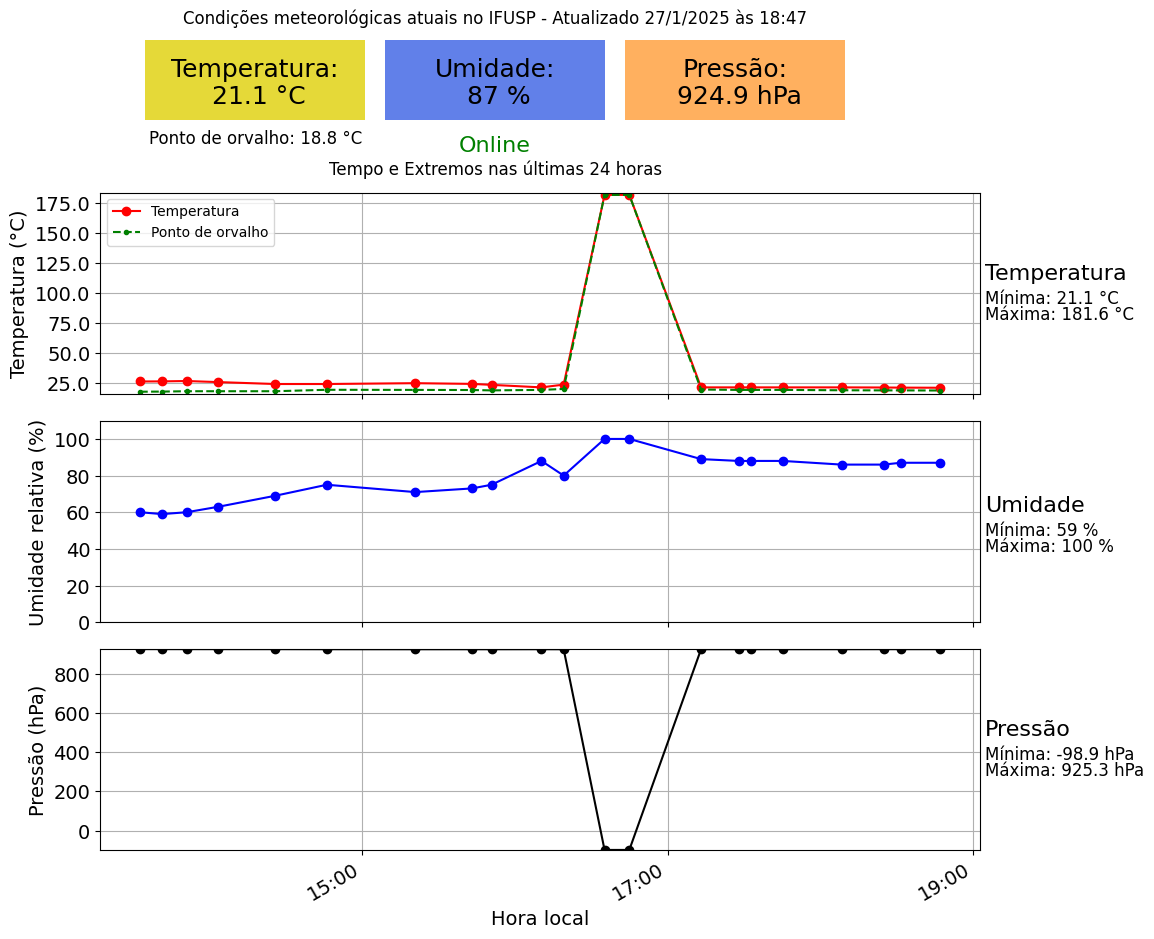 Condições meteorológicas atuais no IFUSP - Atualizado 27/1/2025 às 18:47
Temperatura:
21.1 °C
Umidade:
87 %
Pressão:
924.9 hPa
Ponto de orvalho: 18.8 °C
Online
Tempo e Extremos nas últimas 24 horas
Temperatura (°C)
175.0
150.0
125.0
100.0
75.0
50.0
25.0
Temperatura
Ponto de orvalho
Temperatura
Mínima: 21.1 °C
Máxima: 181.6 °C
Umidade relativa (%)
100
80
60
40
20
0
Umidade
Mínima: 59 %
Máxima: 100 %
Pressão (hPa)
800
600
400
200
0
Pressão
Mínima: -98.9 hPa
Máxima: 925.3 hPa
15:00
17:00
19:00
Hora local